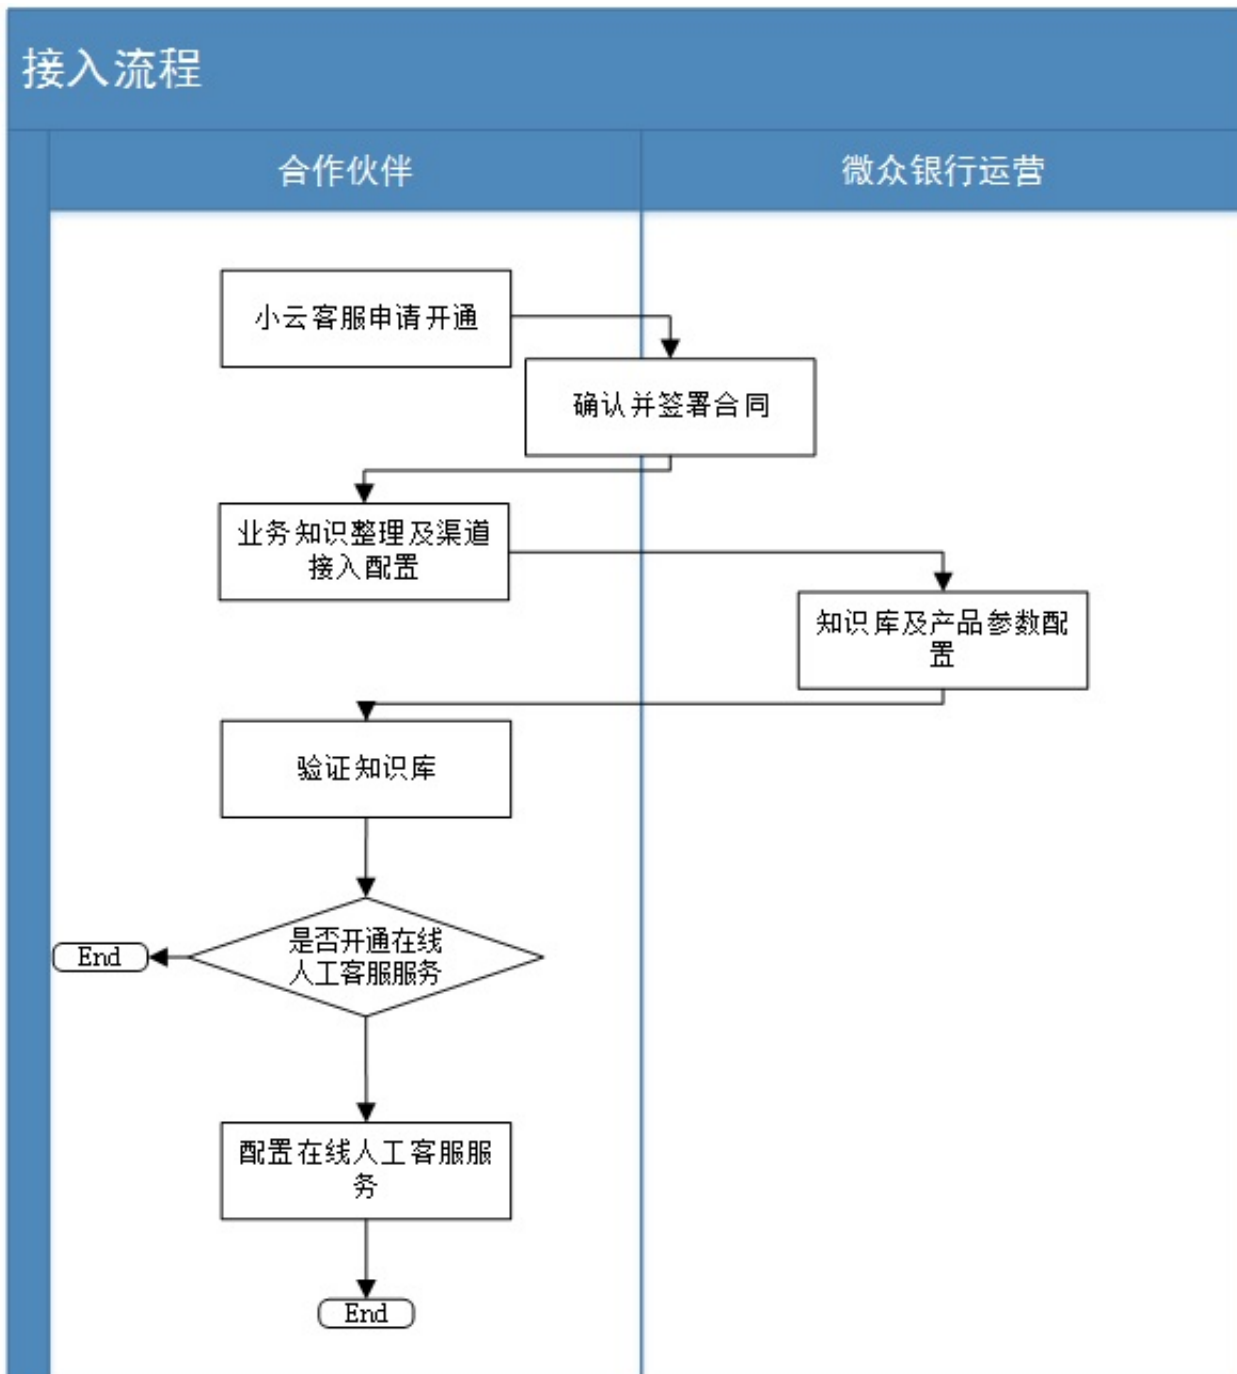 接入流程
合作伙伴
微众银行运营
小云客服申请开通
确认并签署合同
业务知识整理及渠道
接入配置
知识库及产品参数配
置
验证知识库
是否开通在线
人工客服服务
End
配置在线人工客服服
务
End